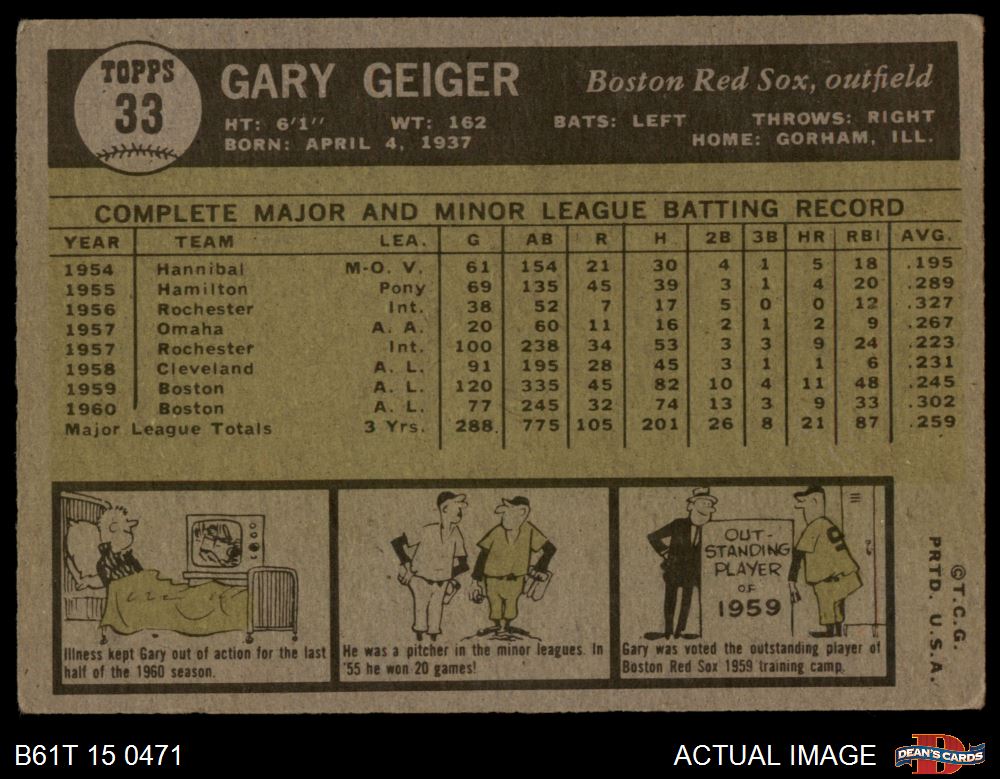 TOPPS
33
GARY GEIGER
Boston Red Sox, outfield
HT: 6'1" WT: 162 BATS: LEFT THROWS: RIGHT
BORN: APRIL 4, 1937 HOME: GORHAM, ILL.
COMPLETE MAJOR AND MINOR LEAGUE BATTING RECORD
YEAR TEAM LEA. G AB R H 2B 3B HR RBI AVG.
1954 Hannibal M-O. V. 61 154 21 30 4 1 5 18 .195
1955 Hamilton Pony 69 135 45 39 3 1 4 20 .289
1956 Rochester Int. 38 52 7 17 5 0 0 12 .327
1957 Omaha A. A. 20 60 11 16 2 1 2 9 .267
1957 Rochester Int. 100 238 34 53 3 3 9 24 .223
1958 Cleveland A. L. 91 195 28 45 3 1 1 6 .231
1959 Boston A. L. 120 335 45 82 10 4 11 48 .245
1960 Boston A. L. 77 245 32 74 13 3 9 33 .302
Major League Totals 3 Yrs. 288 775 105 201 26 8 21 87 .259
Illness kept Gary out of action for the last
half of the 1960 season.
He was a pitcher in the minor leagues. In
'55 he won 20 games!
OUT-
STANDING
PLAYER
OF
1959
Gary was voted the outstanding player of
Boston Red Sox 1959 training camp.
©T.C.G.
PRTD. U.S.A.
B61T 15 0471
ACTUAL IMAGE
DEAN'S CARDS